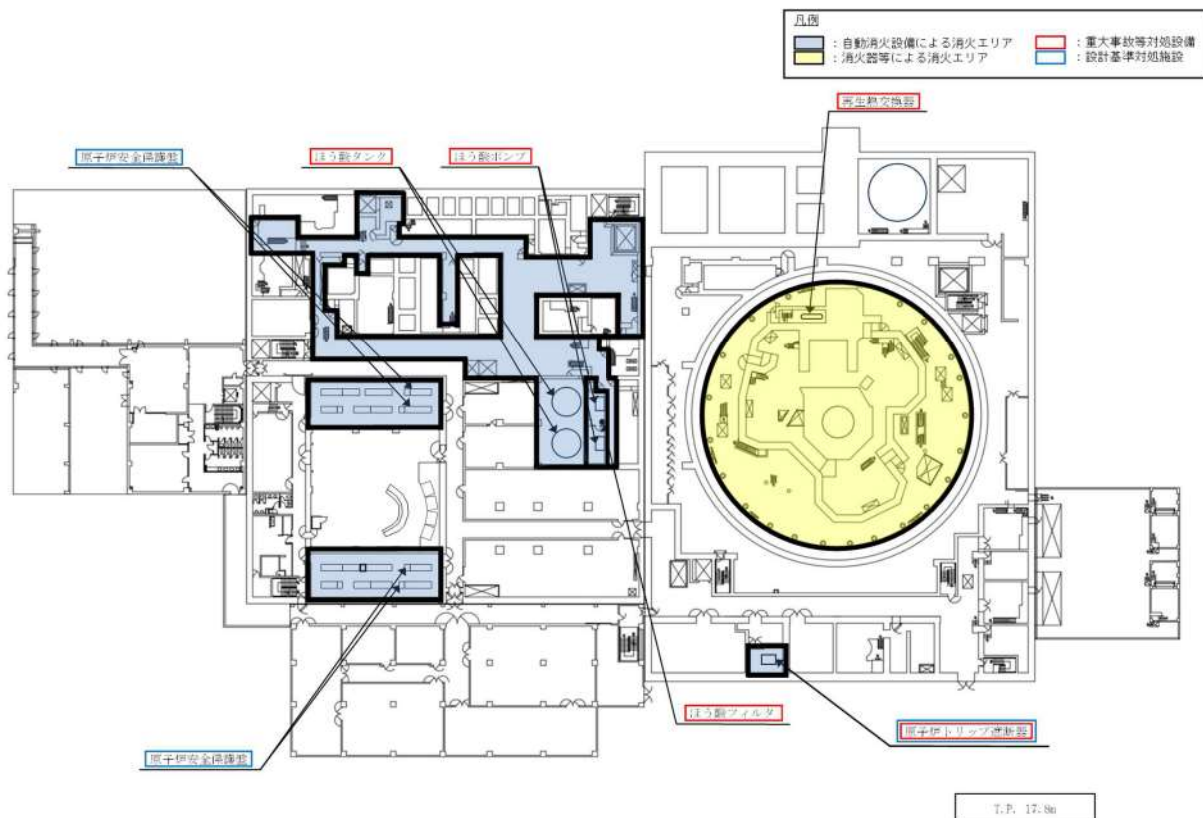 凡例
：自動消火設備による消火エリア
：重大事故等対処設備
：消火器等による消火エリア
：設計基準対処施設
再生熱交換器
原子炉安全保護盤
ほう酸タンク
ほう酸ポンプ
ほう酸フィルタ
原子炉トリップ遮断器
原子炉安全保護盤
T.P. 17.8m